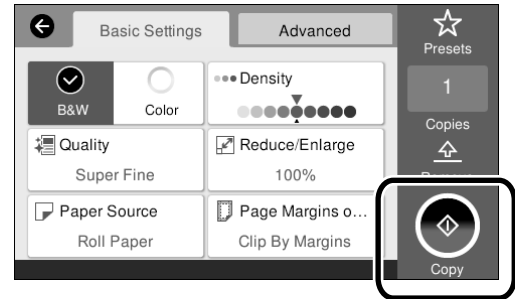 Basic Settings
Advanced
Presets
B&W
Color
Density
1
Copies
Quality
Super Fine
Reduce/Enlarge
100%
Paper Source
Roll Paper
Page Margins o...
Clip By Margins
Copy